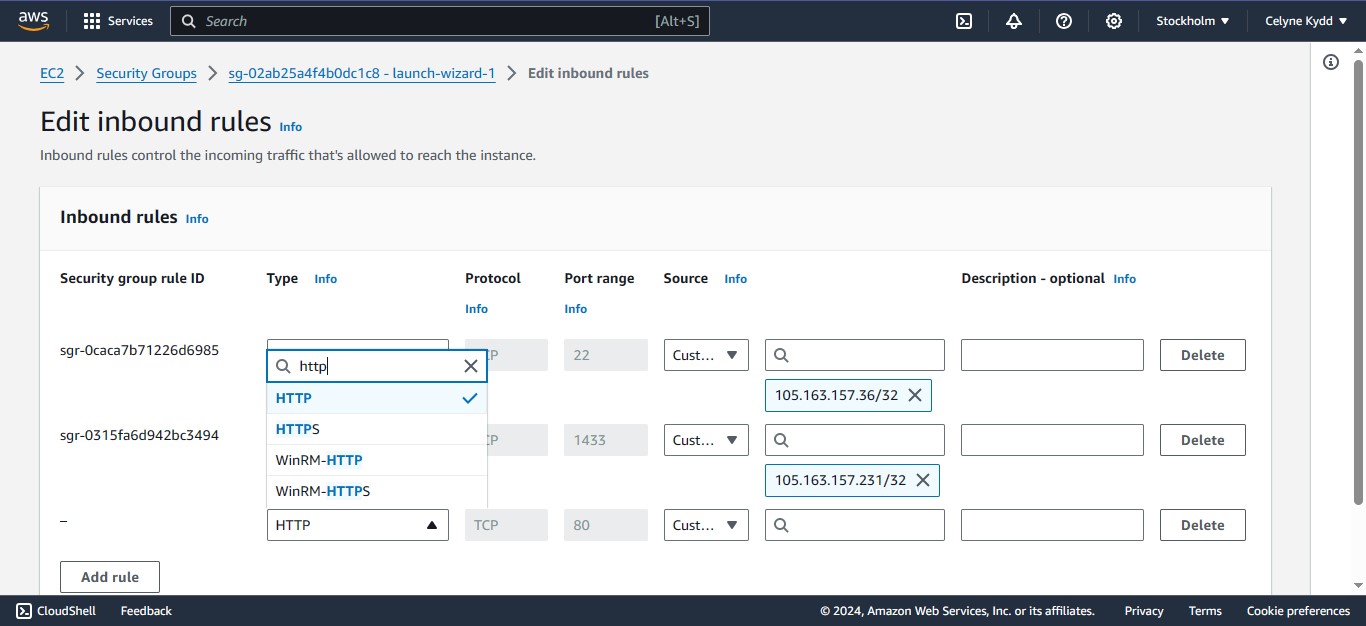 aws Services Search [Alt+S] Stockholm Celyne Kydd
EC2 Security Groups sg-02ab25a4f4b0dc1c8 - launch-wizard-1 Edit inbound rules
Edit inbound rules Info
Inbound rules control the incoming traffic that's allowed to reach the instance.
Inbound rules Info
Security group rule ID Type Info Protocol Port range Source Info Description - optional Info
Info Info
sgr-0caca7b71226d6985 22 Cust... Delete
http
105.163.157.36/32
HTTP
HTTPS
sgr-0315fa6d942bc3494 1433 Cust... Delete
WinRM-HTTP
105.163.157.231/32
WinRM-HTTPS
– HTTP TCP 80 Cust... Delete
Add rule
CloudShell Feedback © 2024, Amazon Web Services, Inc. or its affiliates. Privacy Terms Cookie preferences